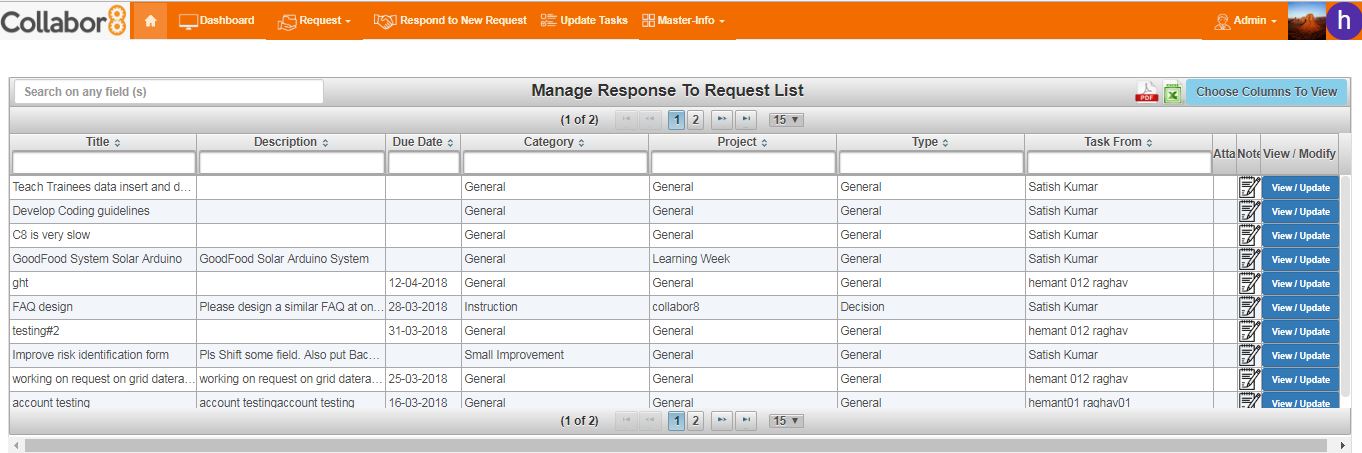 Collabor8 Dashboard Request Respond to New Request Update Tasks Master-Info Admin h
Search on any field (s) Manage Response To Request List PDF X Choose Columns To View
(1 of 2) 1 2 15
Title Description Due Date Category Project Type Task From Atta Note View / Modify
Teach Trainees data insert and d... General General General Satish Kumar View / Update
Develop Coding guidelines General General General Satish Kumar View / Update
C8 is very slow General General General Satish Kumar View / Update
GoodFood System Solar Arduino GoodFood Solar Arduino System General Learning Week General Satish Kumar View / Update
ght 12-04-2018 General General General hemant 012 raghav View / Update
FAQ design Please design a similar FAQ at on... 28-03-2018 Instruction collabor8 Decision Satish Kumar View / Update
testing#2 31-03-2018 General General General hemant 012 raghav View / Update
Improve risk identification form Pls Shift some field. Also put Bac... Small Improvement General General Satish Kumar View / Update
working on request on grid datera... working on request on grid datera... 25-03-2018 General General General hemant 012 raghav View / Update
account testing account testingaccount testing 16-03-2018 General General General hemant01 raghav01 View / Update
(1 of 2) 1 2 15